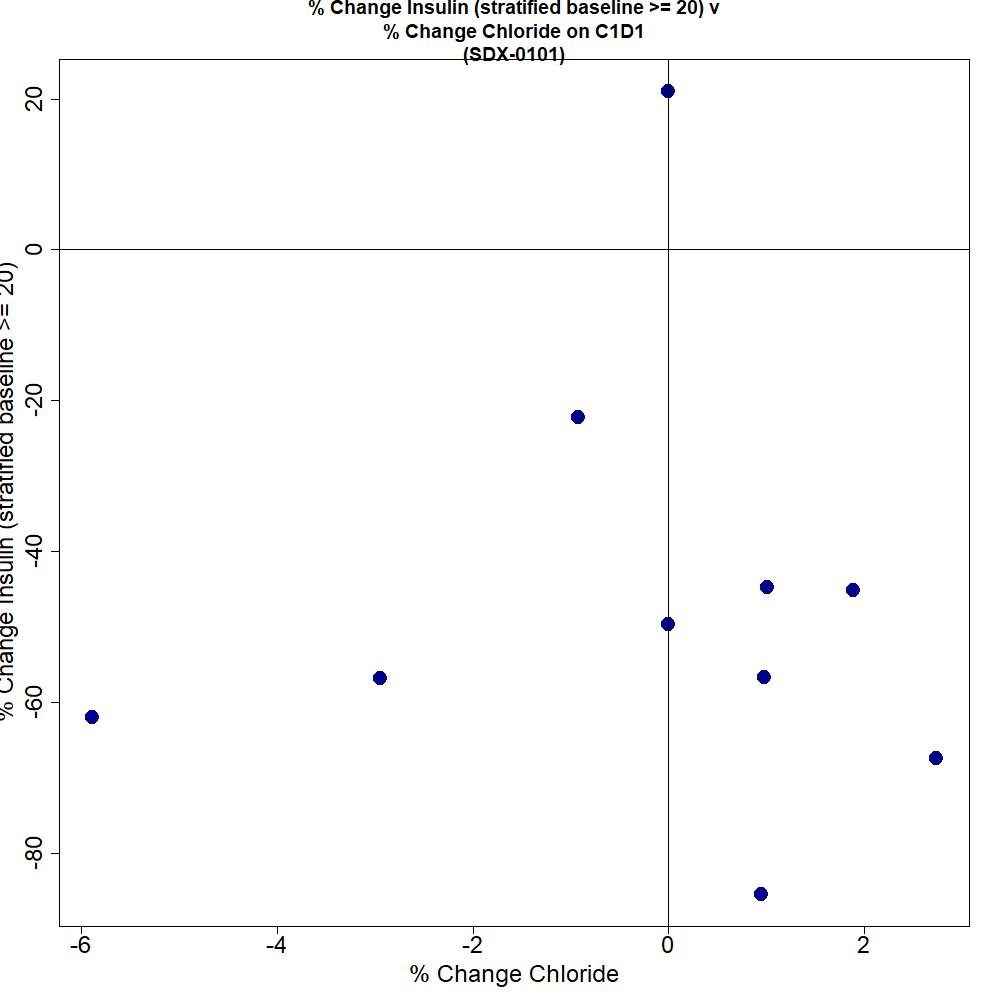 % Change Insulin (stratified baseline >= 20) v
% Change Chloride on C1D1
(SDX-0101)
% Change Insulin (stratified baseline >= 20)
20
0
-20
-40
-60
-80
-6
-4
-2
0
2
% Change Chloride